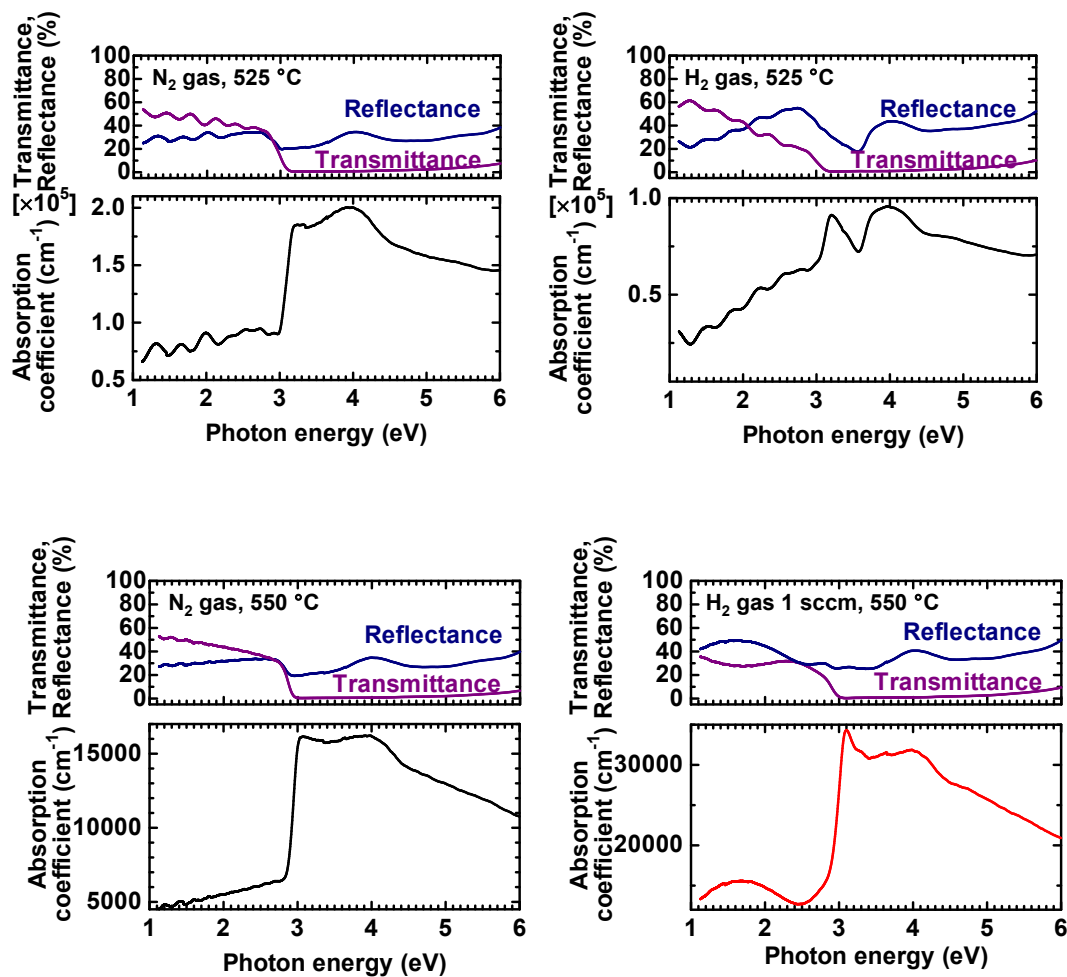 Transmittance,
Reflectance (%)
100
80
60
40
20
0
N₂ gas, 525 °C
Reflectance
Transmittance
[×10⁵]
Absorption
coefficient (cm⁻¹)
2.0
1.5
1.0
0.5
1 2 3 4 5 6
Photon energy (eV)
Transmittance,
Reflectance (%)
100
80
60
40
20
0
H₂ gas, 525 °C
Reflectance
Transmittance
[×10⁵]
Absorption
coefficient (cm⁻¹)
1.0
0.5
1 2 3 4 5 6
Photon energy (eV)
Transmittance,
Reflectance (%)
100
80
60
40
20
0
N₂ gas, 550 °C
Reflectance
Transmittance
Absorption
coefficient (cm⁻¹)
15000
10000
5000
1 2 3 4 5 6
Photon energy (eV)
Transmittance,
Reflectance (%)
100
80
60
40
20
0
H₂ gas 1 sccm, 550 °C
Reflectance
Transmittance
Absorption
coefficient (cm⁻¹)
30000
20000
1 2 3 4 5 6
Photon energy (eV)